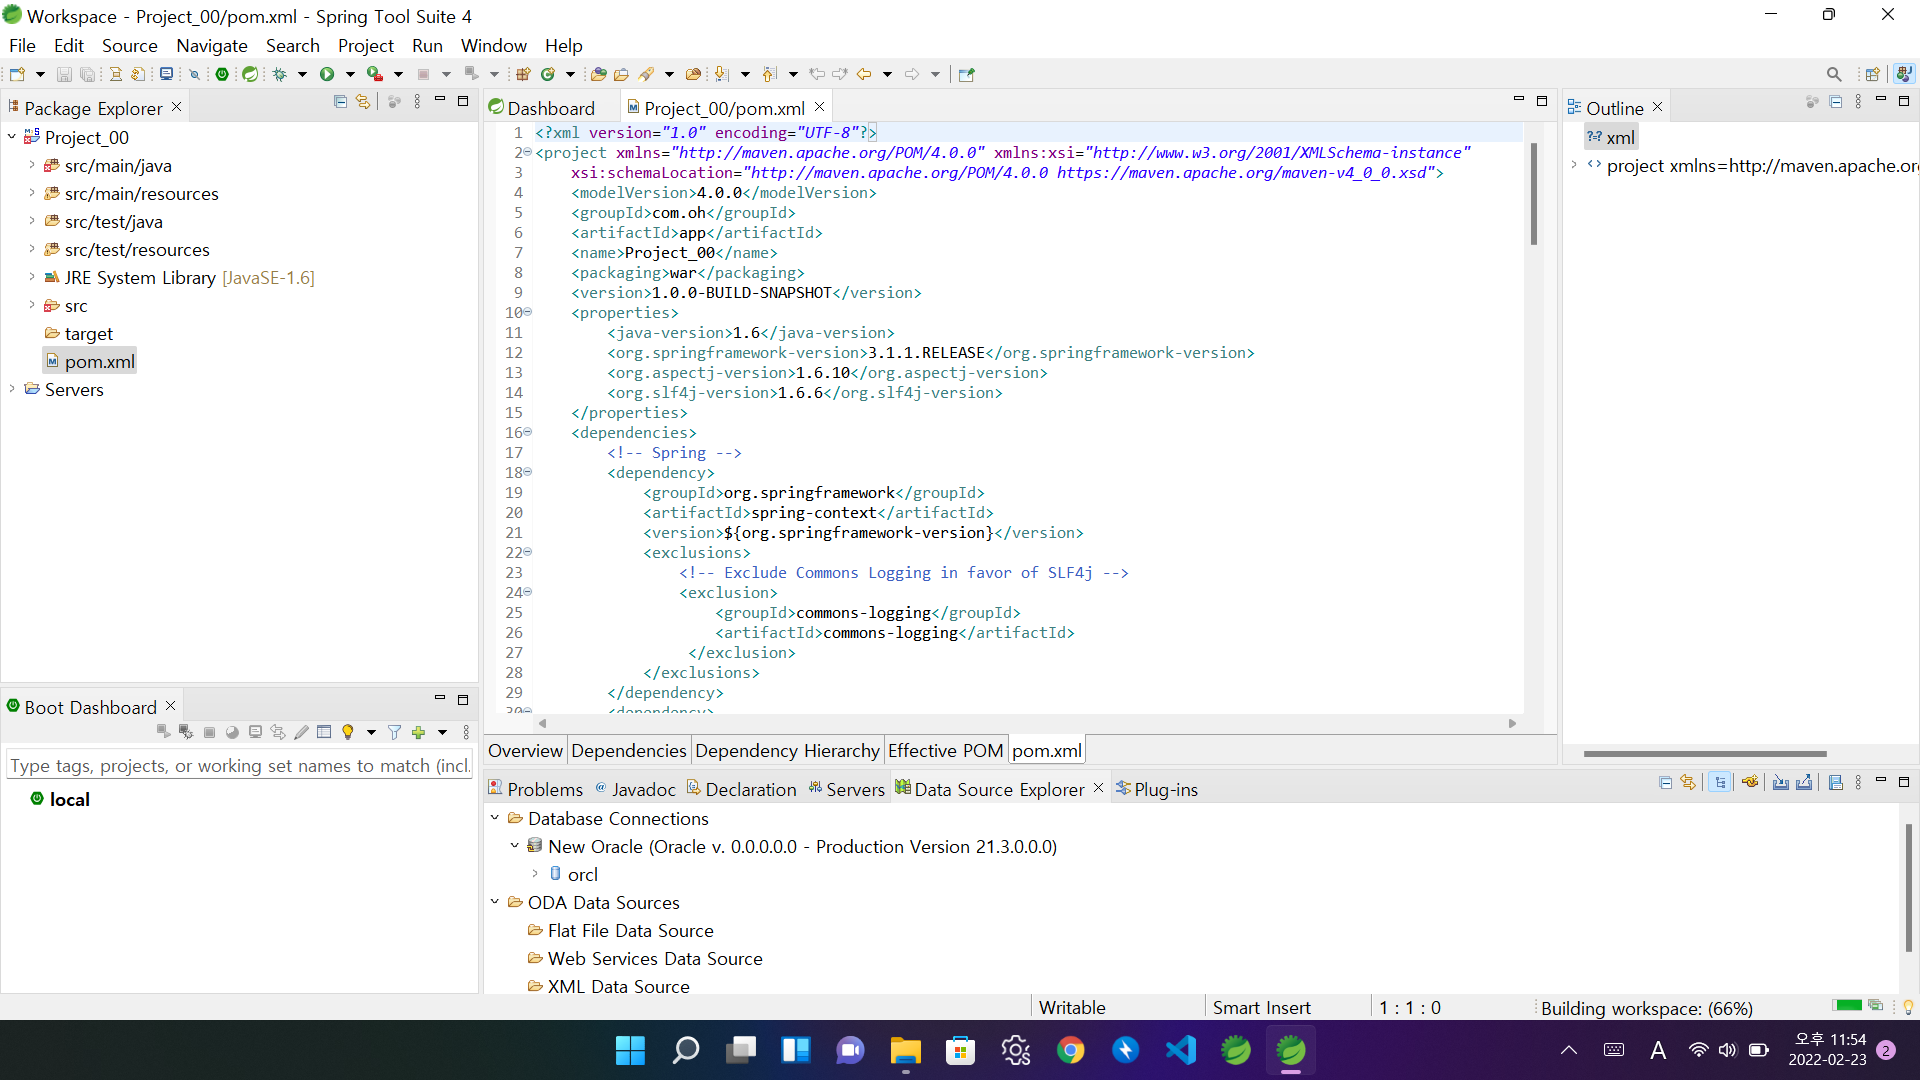 Workspace - Project_00/pom.xml - Spring Tool Suite 4
File Edit Source Navigate Search Project Run Window Help
Package Explorer
Project_00
src/main/java
src/main/resources
src/test/java
src/test/resources
JRE System Library [JavaSE-1.6]
src
target
pom.xml
Servers
Dashboard
Project_00/pom.xml
1 <?xml version="1.0" encoding="UTF-8"?>
2 <project xmlns="http://maven.apache.org/POM/4.0.0" xmlns:xsi="http://www.w3.org/2001/XMLSchema-instance"
3 xsi:schemaLocation="http://maven.apache.org/POM/4.0.0 https://maven.apache.org/maven-v4_0_0.xsd">
4 <modelVersion>4.0.0</modelVersion>
5 <groupId>com.oh</groupId>
6 <artifactId>app</artifactId>
7 <name>Project_00</name>
8 <packaging>war</packaging>
9 <version>1.0.0-BUILD-SNAPSHOT</version>
10 <properties>
11 <java-version>1.6</java-version>
12 <org.springframework-version>3.1.1.RELEASE</org.springframework-version>
13 <org.aspectj-version>1.6.10</org.aspectj-version>
14 <org.slf4j-version>1.6.6</org.slf4j-version>
15 </properties>
16 <dependencies>
17 <!-- Spring -->
18 <dependency>
19 <groupId>org.springframework</groupId>
20 <artifactId>spring-context</artifactId>
21 <version>${org.springframework-version}</version>
22 <exclusions>
23 <!-- Exclude Commons Logging in favor of SLF4j -->
24 <exclusion>
25 <groupId>commons-logging</groupId>
26 <artifactId>commons-logging</artifactId>
27 </exclusion>
28 </exclusions>
29 </dependency>
30 <dependency>
Overview Dependencies Dependency Hierarchy Effective POM pom.xml
Outline
?=? xml
project xmlns=http://maven.apache.or
Boot Dashboard
Type tags, projects, or working set names to match (incl.
local
Problems @ Javadoc Declaration Servers Data Source Explorer Plug-ins
Database Connections
New Oracle (Oracle v. 0.0.0.0.0 - Production Version 21.3.0.0.0)
orcl
ODA Data Sources
Flat File Data Source
Web Services Data Source
XML Data Source
Writable Smart Insert 1 : 1 : 0 Building workspace: (66%)
A
오후 11:54
2022-02-23
2